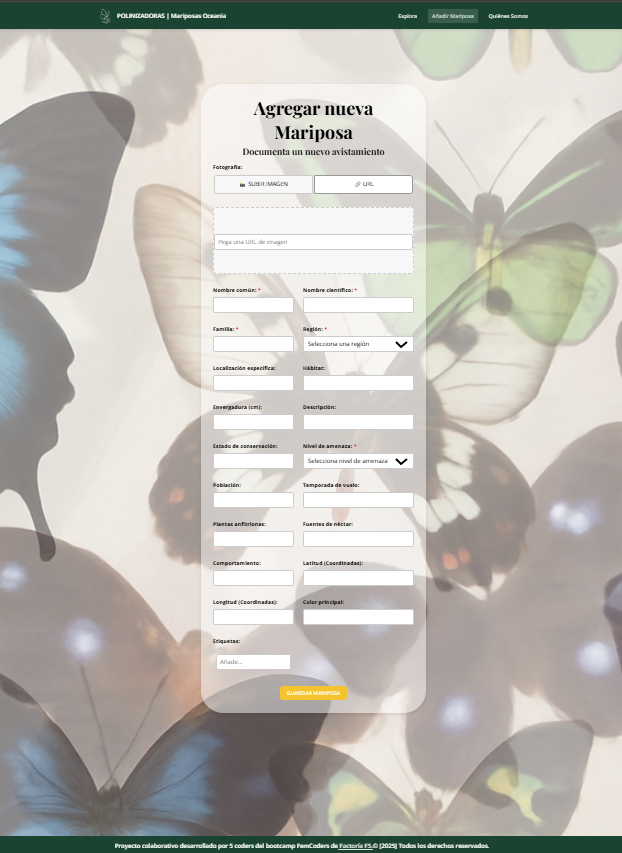 POLINIZADORAS | Mariposas Oceania
Explora Añadir Mariposa Quiénes Somos
Agregar nueva
Mariposa
Documenta un nuevo avistamiento
Fotografía:
SUBIR IMAGEN URL
Pega una URL de imagen
Nombre común: * Nombre científico: *
Familia: * Región: *
Selecciona una región
Localización específica: Hábitat:
Envergadura (cm): Descripción:
Estado de conservación: Nivel de amenaza: *
Selecciona nivel de amenaza
Población: Temporada de vuelo:
Plantas anfitrionas: Fuentes de néctar:
Comportamiento: Latitud (Coordenadas):
Longitud (Coordenadas): Color principal:
Etiquetas:
Añade...
GUARDAR MARIPOSA
Proyecto colaborativo desarrollado por 5 coders del bootcamp FemCoders de Factoría F5.© [2025] Todos los derechos reservados.